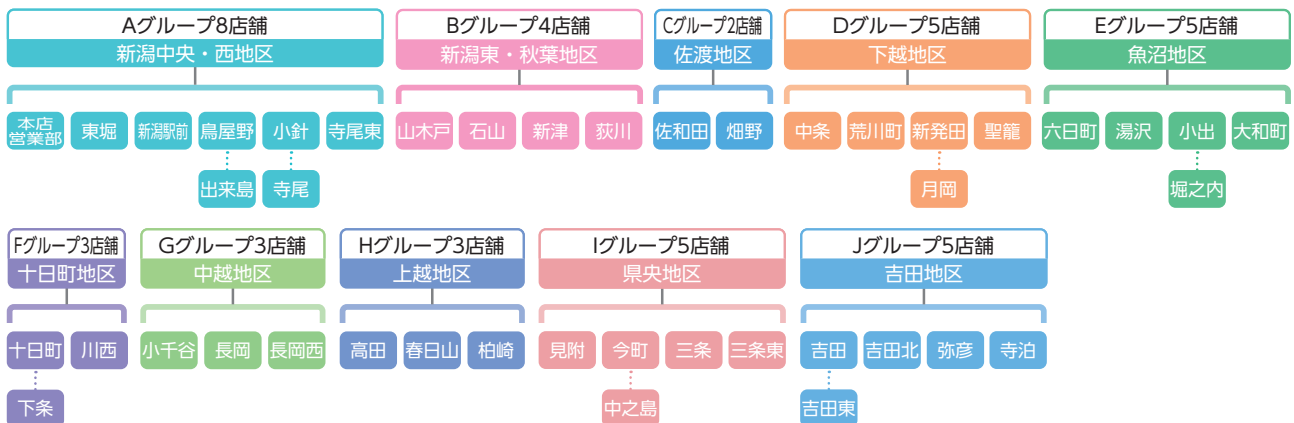 Aグループ8店舗
新潟中央・西地区
本店
営業部
東堀
新潟駅前
鳥屋野
小針
寺尾東
出来島
寺尾
Bグループ4店舗
新潟東・秋葉地区
山木戸
石山
新津
荻川
Cグループ2店舗
佐渡地区
佐和田
畑野
Dグループ5店舗
下越地区
中条
荒川町
新発田
聖籠
月岡
Eグループ5店舗
魚沼地区
六日町
湯沢
小出
大和町
堀之内
Fグループ3店舗
十日町地区
十日町
川西
下条
Gグループ3店舗
中越地区
小千谷
長岡
長岡西
Hグループ3店舗
上越地区
高田
春日山
柏崎
Iグループ5店舗
県央地区
見附
今町
三条
三条東
中之島
Jグループ5店舗
吉田地区
吉田
吉田北
弥彦
寺泊
吉田東